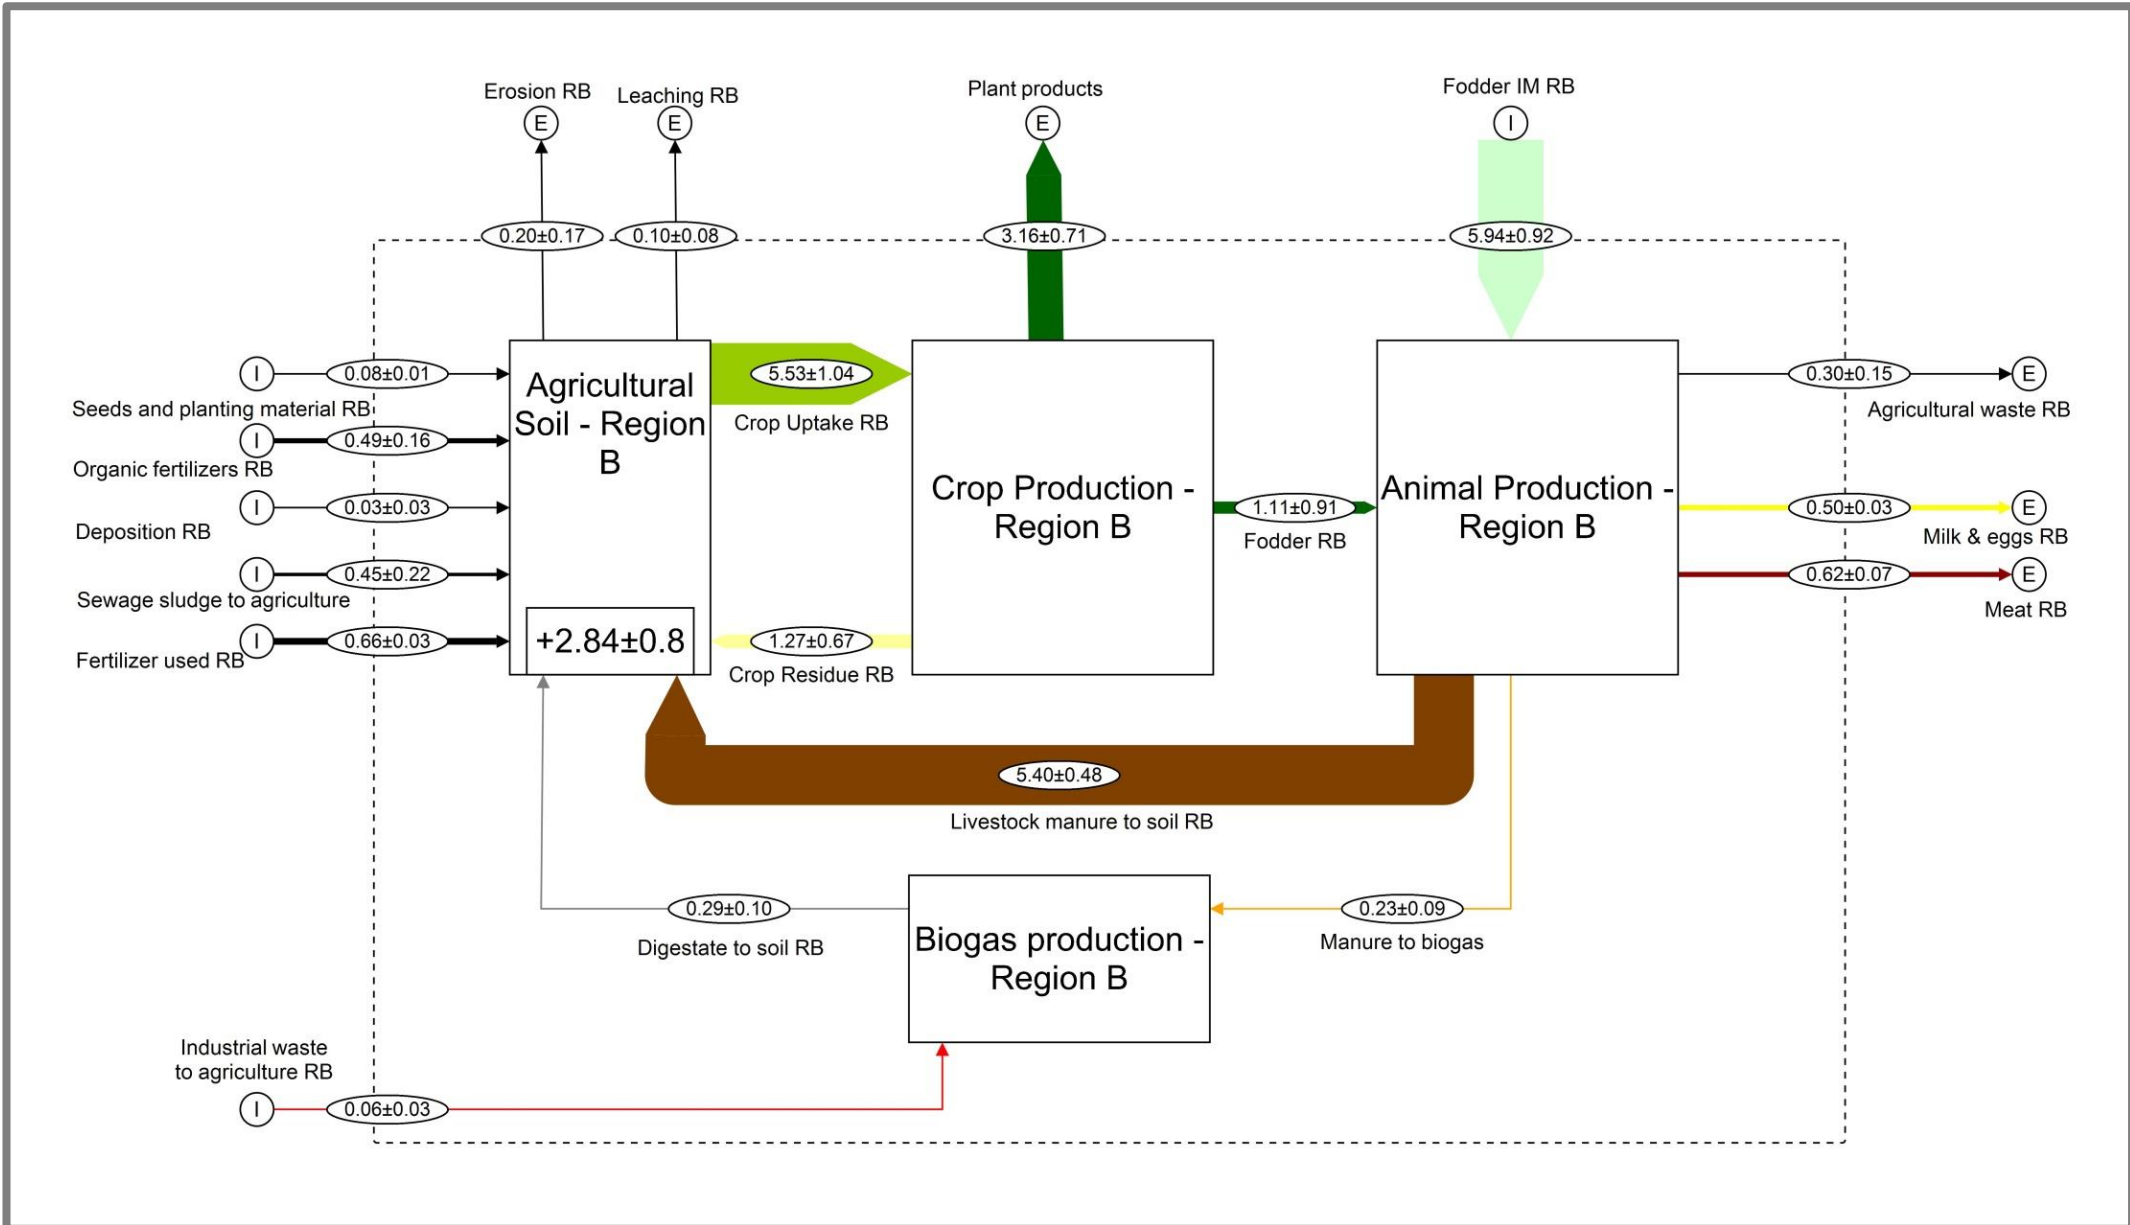 Erosion RB
Leaching RB
Plant products
Fodder IM RB
E
E
E
I
0.20±0.17
0.10±0.08
3.16±0.71
5.94±0.92
I
0.08±0.01
Seeds and planting material RB
I
0.49±0.16
Organic fertilizers RB
I
0.03±0.03
Deposition RB
I
0.45±0.22
Sewage sludge to agriculture
I
0.66±0.03
Fertilizer used RB
Agricultural
Soil - Region
B
+2.84±0.8
5.53±1.04
Crop Uptake RB
1.27±0.67
Crop Residue RB
Crop Production -
Region B
1.11±0.91
Fodder RB
Animal Production -
Region B
0.30±0.15
E
Agricultural waste RB
0.50±0.03
E
Milk & eggs RB
0.62±0.07
E
Meat RB
5.40±0.48
Livestock manure to soil RB
0.29±0.10
Digestate to soil RB
Biogas production -
Region B
0.23±0.09
Manure to biogas
Industrial waste
to agriculture RB
I
0.06±0.03